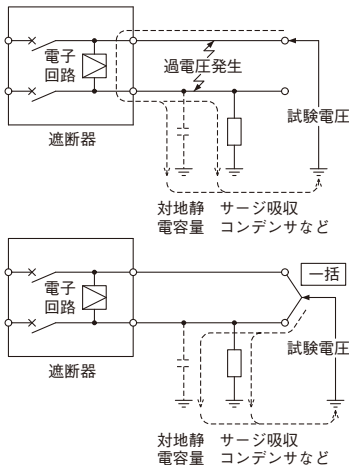 電子
回路
過電圧発生
試験電圧
遮断器
対地静 サージ吸収
電容量 コンデンサなど
一括
電子
回路
試験電圧
遮断器
対地静 サージ吸収
電容量 コンデンサなど